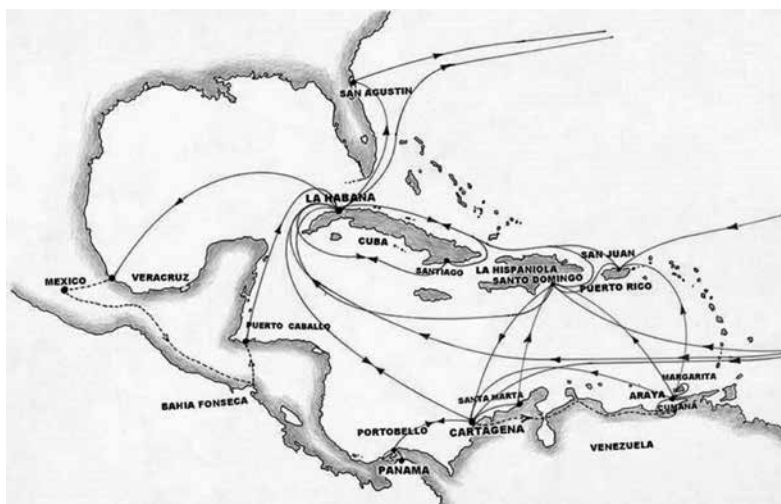 SAN AGUSTIN
LA HABANA
CUBA
SANTIAGO
LA HISPANIOLA
SANTO DOMINGO
SAN JUAN
PUERTO RICO
MEXICO
VERACRUZ
PUERTO CABALLO
BAHIA FONSECA
SANTA MARTA
MARGARITA
ARAYA
CUMANÁ
PORTOBELLO
CARTAGENA
PANAMA
VENEZUELA